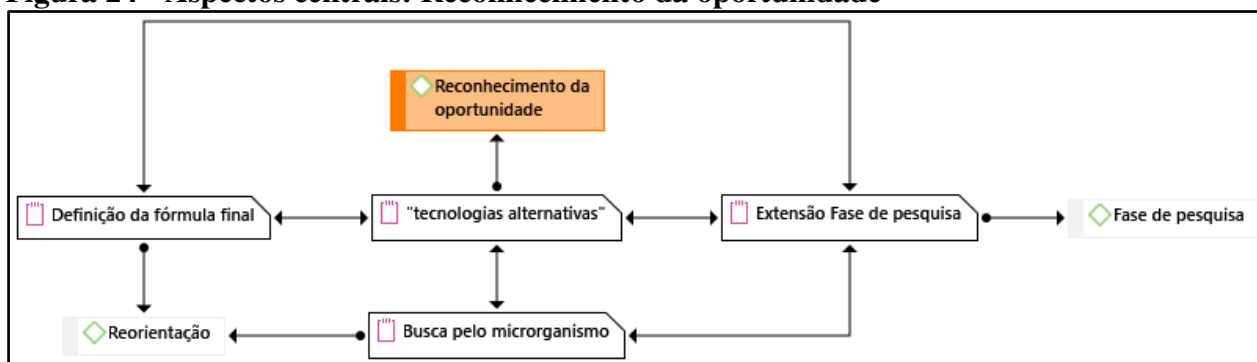 Figura 24 - Aspectos centrais: Reconhecimento da oportunidade
Reconhecimento da
oportunidade
Definição da fórmula final
"tecnologias alternativas"
Extensão Fase de pesquisa
Fase de pesquisa
Reorientação
Busca pelo microrganismo